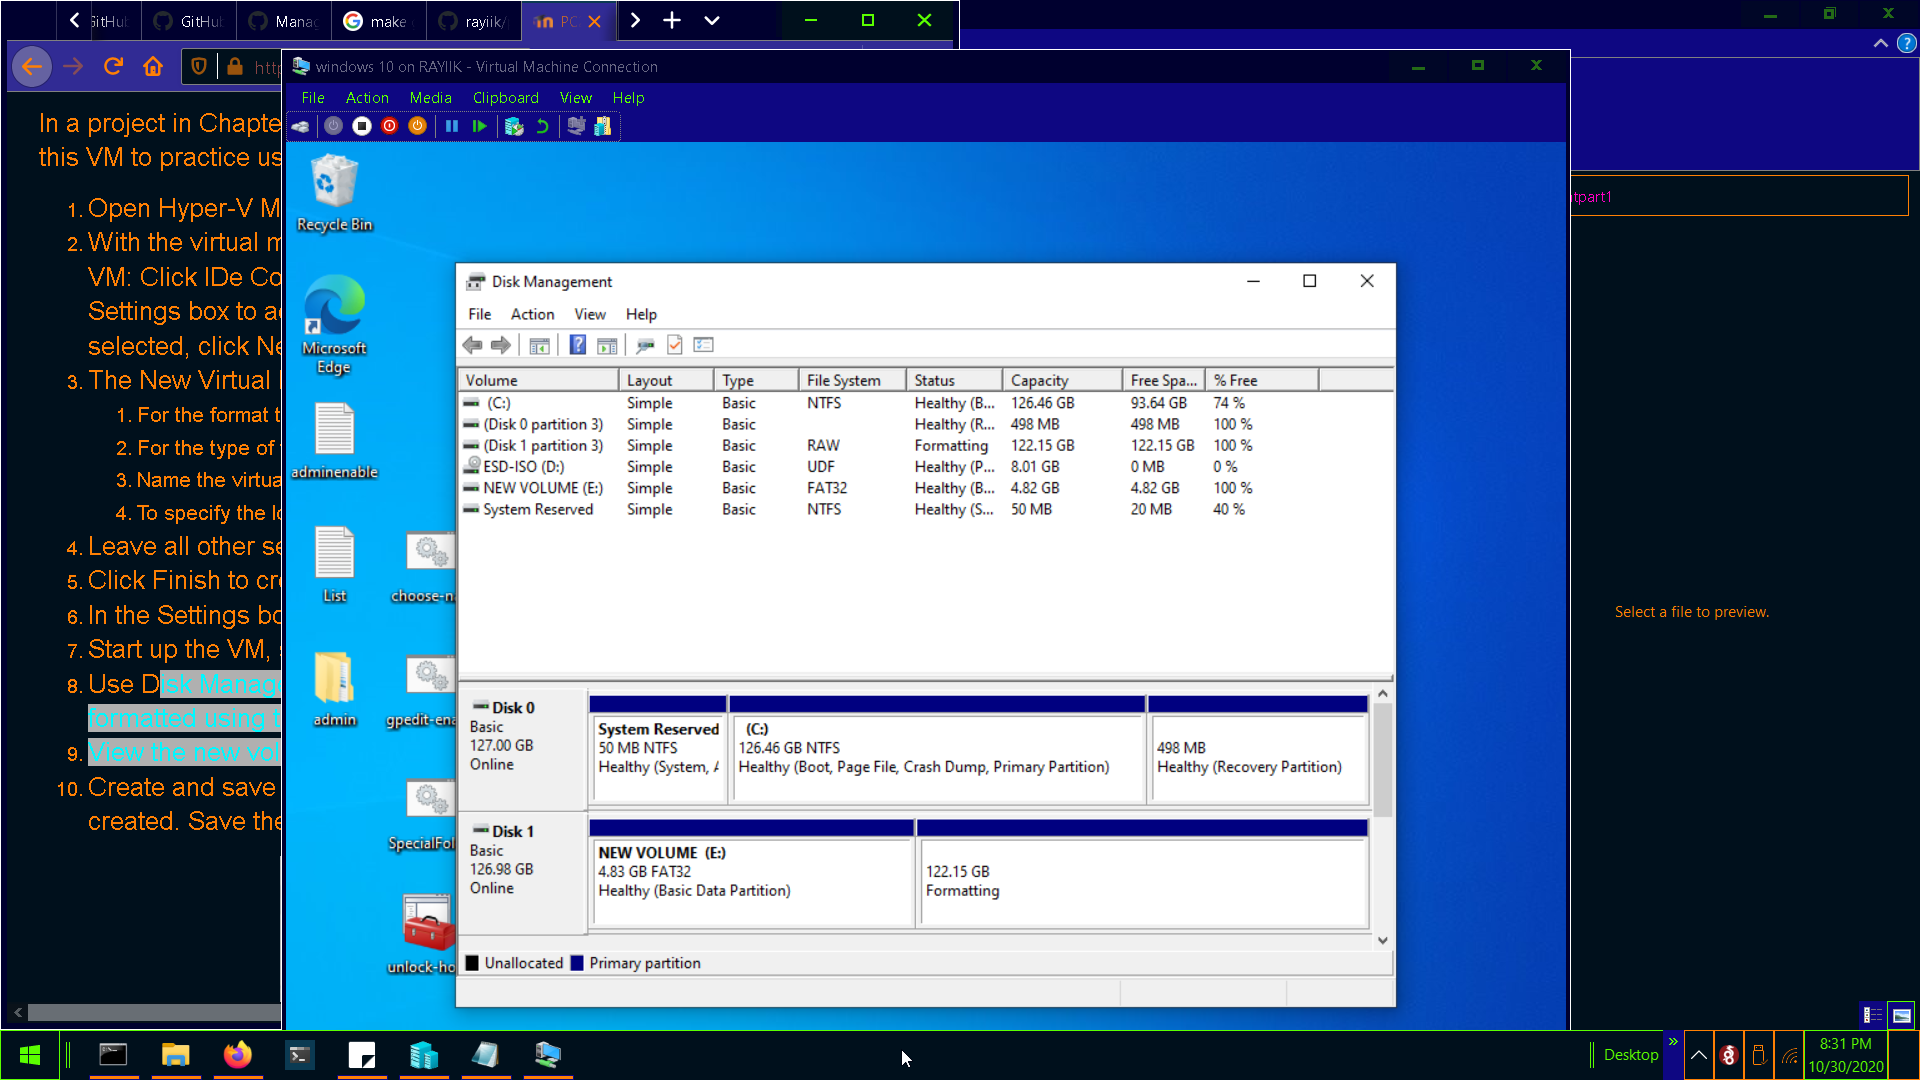 GitHub
GitHub
Manag
make
rayiik/
PC
http
windows 10 on RAYIIK - Virtual Machine Connection
File Action Media Clipboard View Help
In a project in Chapte
this VM to practice us
1. Open Hyper-V M
2. With the virtual m
VM: Click IDe Co
Settings box to a
selected, click Ne
3. The New Virtual
1. For the format t
2. For the type of
3. Name the virtua
4. To specify the lo
4. Leave all other se
5. Click Finish to cre
6. In the Settings bo
7. Start up the VM, s
8. Use Disk Manage
formatted using t
9. View the new vol
10. Create and save
created. Save the
Recycle Bin
Microsoft
Edge
adminenable
List
choose-n
admin
gpedit-ena
SpecialFol
unlock-ho
Disk Management
File Action View Help
Volume Layout Type File System Status Capacity Free Spa... % Free
(C:) Simple Basic NTFS Healthy (B... 126.46 GB 93.64 GB 74 %
(Disk 0 partition 3) Simple Basic Healthy (R... 498 MB 498 MB 100 %
(Disk 1 partition 3) Simple Basic RAW Formatting 122.15 GB 122.15 GB 100 %
ESD-ISO (D:) Simple Basic UDF Healthy (P... 8.01 GB 0 MB 0 %
NEW VOLUME (E:) Simple Basic FAT32 Healthy (B... 4.82 GB 4.82 GB 100 %
System Reserved Simple Basic NTFS Healthy (S... 50 MB 20 MB 40 %
Disk 0
Basic
127.00 GB
Online
System Reserved
50 MB NTFS
Healthy (System, A
(C:)
126.46 GB NTFS
Healthy (Boot, Page File, Crash Dump, Primary Partition)
498 MB
Healthy (Recovery Partition)
Disk 1
Basic
126.98 GB
Online
NEW VOLUME (E:)
4.83 GB FAT32
Healthy (Basic Data Partition)
122.15 GB
Formatting
Unallocated Primary partition
tpart1
Select a file to preview.
Desktop
8:31 PM
10/30/2020